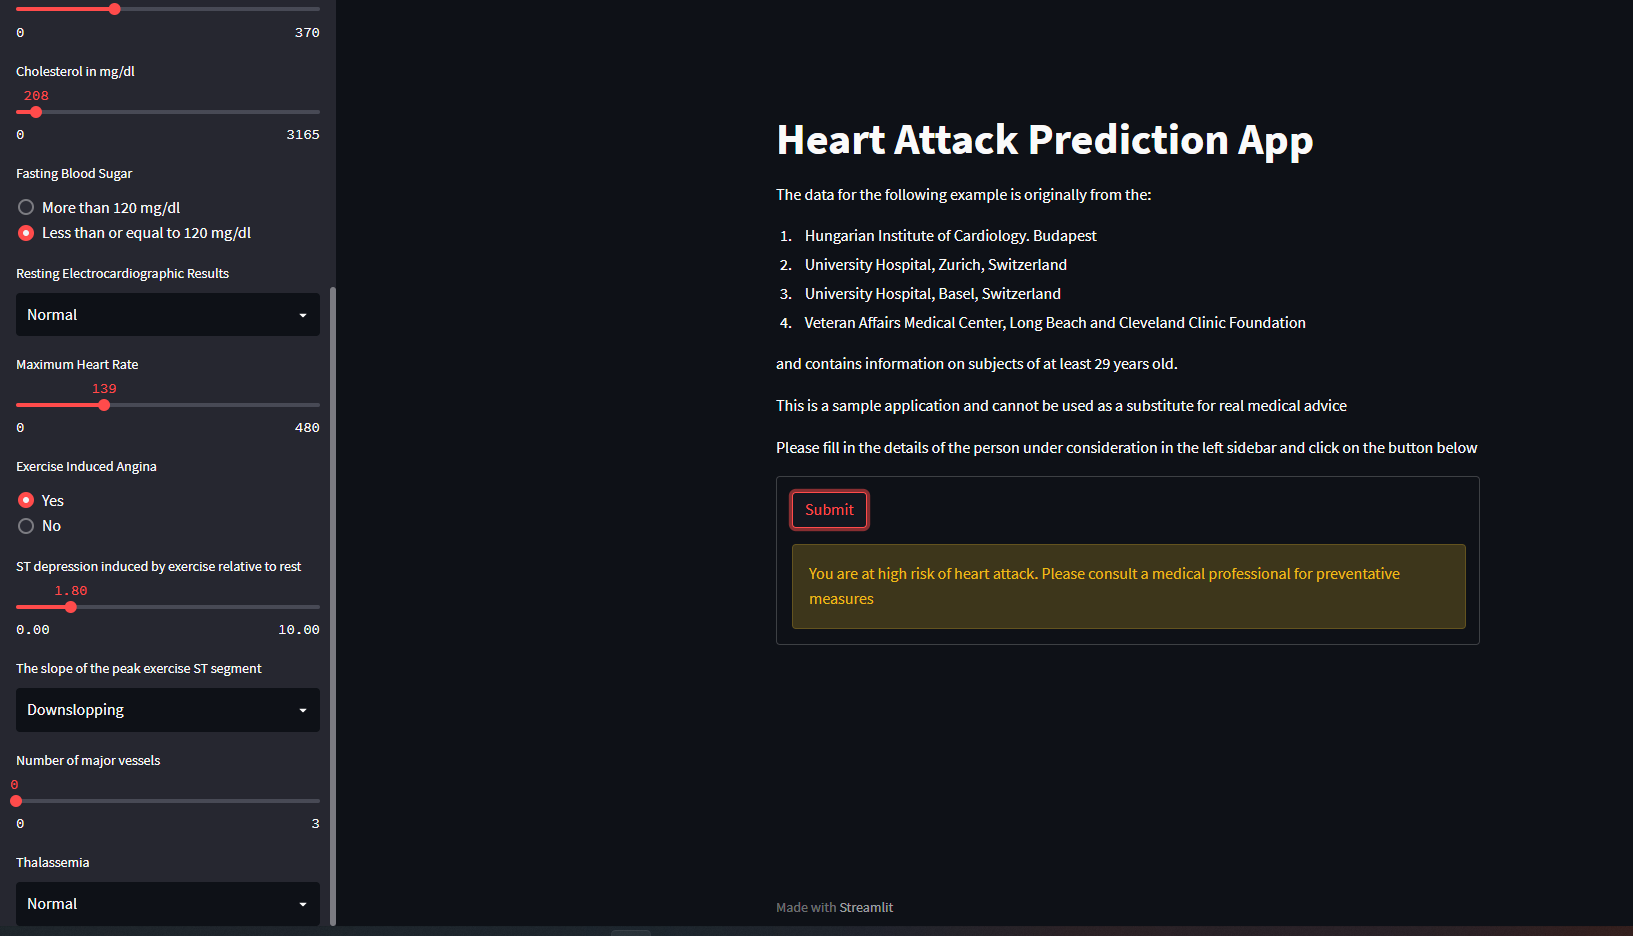 0 370
Cholesterol in mg/dl
208
0 3165
Fasting Blood Sugar
More than 120 mg/dl
Less than or equal to 120 mg/dl
Resting Electrocardiographic Results
Normal
Maximum Heart Rate
139
0 480
Exercise Induced Angina
Yes
No
ST depression induced by exercise relative to rest
1.80
0.00 10.00
The slope of the peak exercise ST segment
Downslopping
Number of major vessels
0
0 3
Thalassemia
Normal
Heart Attack Prediction App
The data for the following example is originally from the:
1. Hungarian Institute of Cardiology. Budapest
2. University Hospital, Zurich, Switzerland
3. University Hospital, Basel, Switzerland
4. Veteran Affairs Medical Center, Long Beach and Cleveland Clinic Foundation
and contains information on subjects of at least 29 years old.
This is a sample application and cannot be used as a substitute for real medical advice
Please fill in the details of the person under consideration in the left sidebar and click on the button below
Submit
You are at high risk of heart attack. Please consult a medical professional for preventative
measures
Made with Streamlit